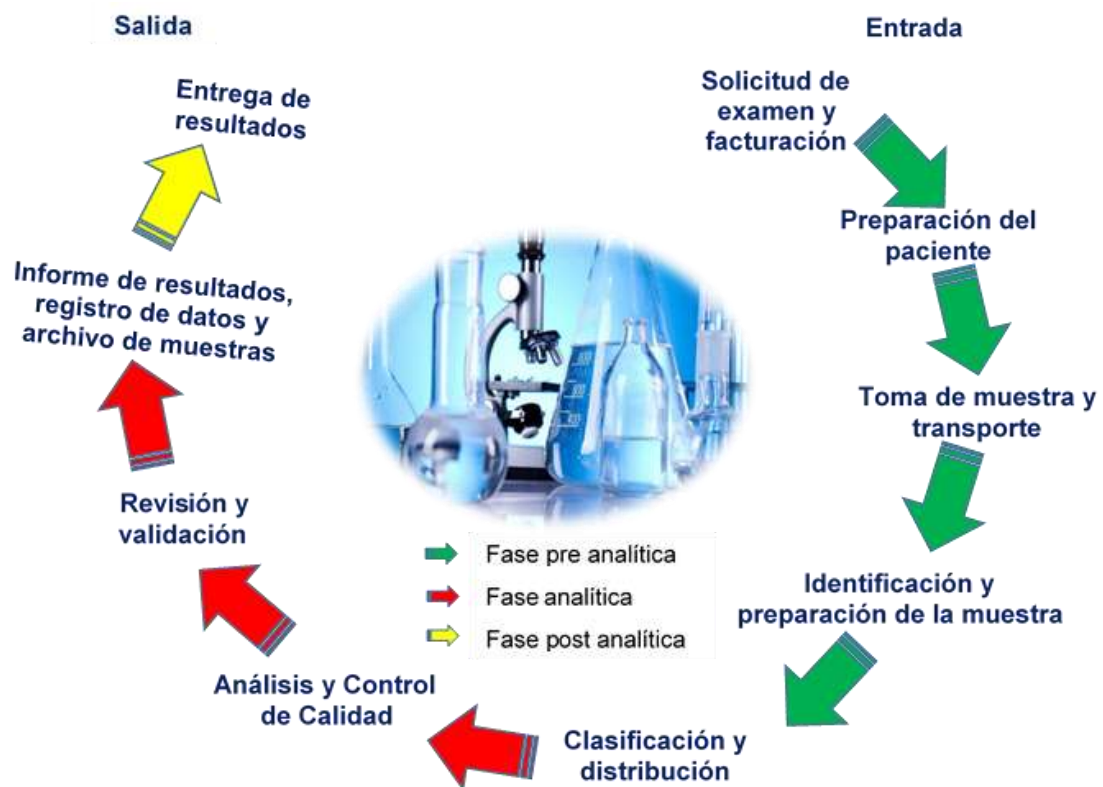 Salida
Entrada
Solicitud de
examen y
facturación
Preparación del
paciente
Toma de muestra y
transporte
Identificación y
preparación de la muestra
Clasificación y
distribución
Análisis y Control
de Calidad
Revisión y
validación
Informe de resultados,
registro de datos y
archivo de muestras
Entrega de
resultados
Fase pre analítica
Fase analítica
Fase post analítica